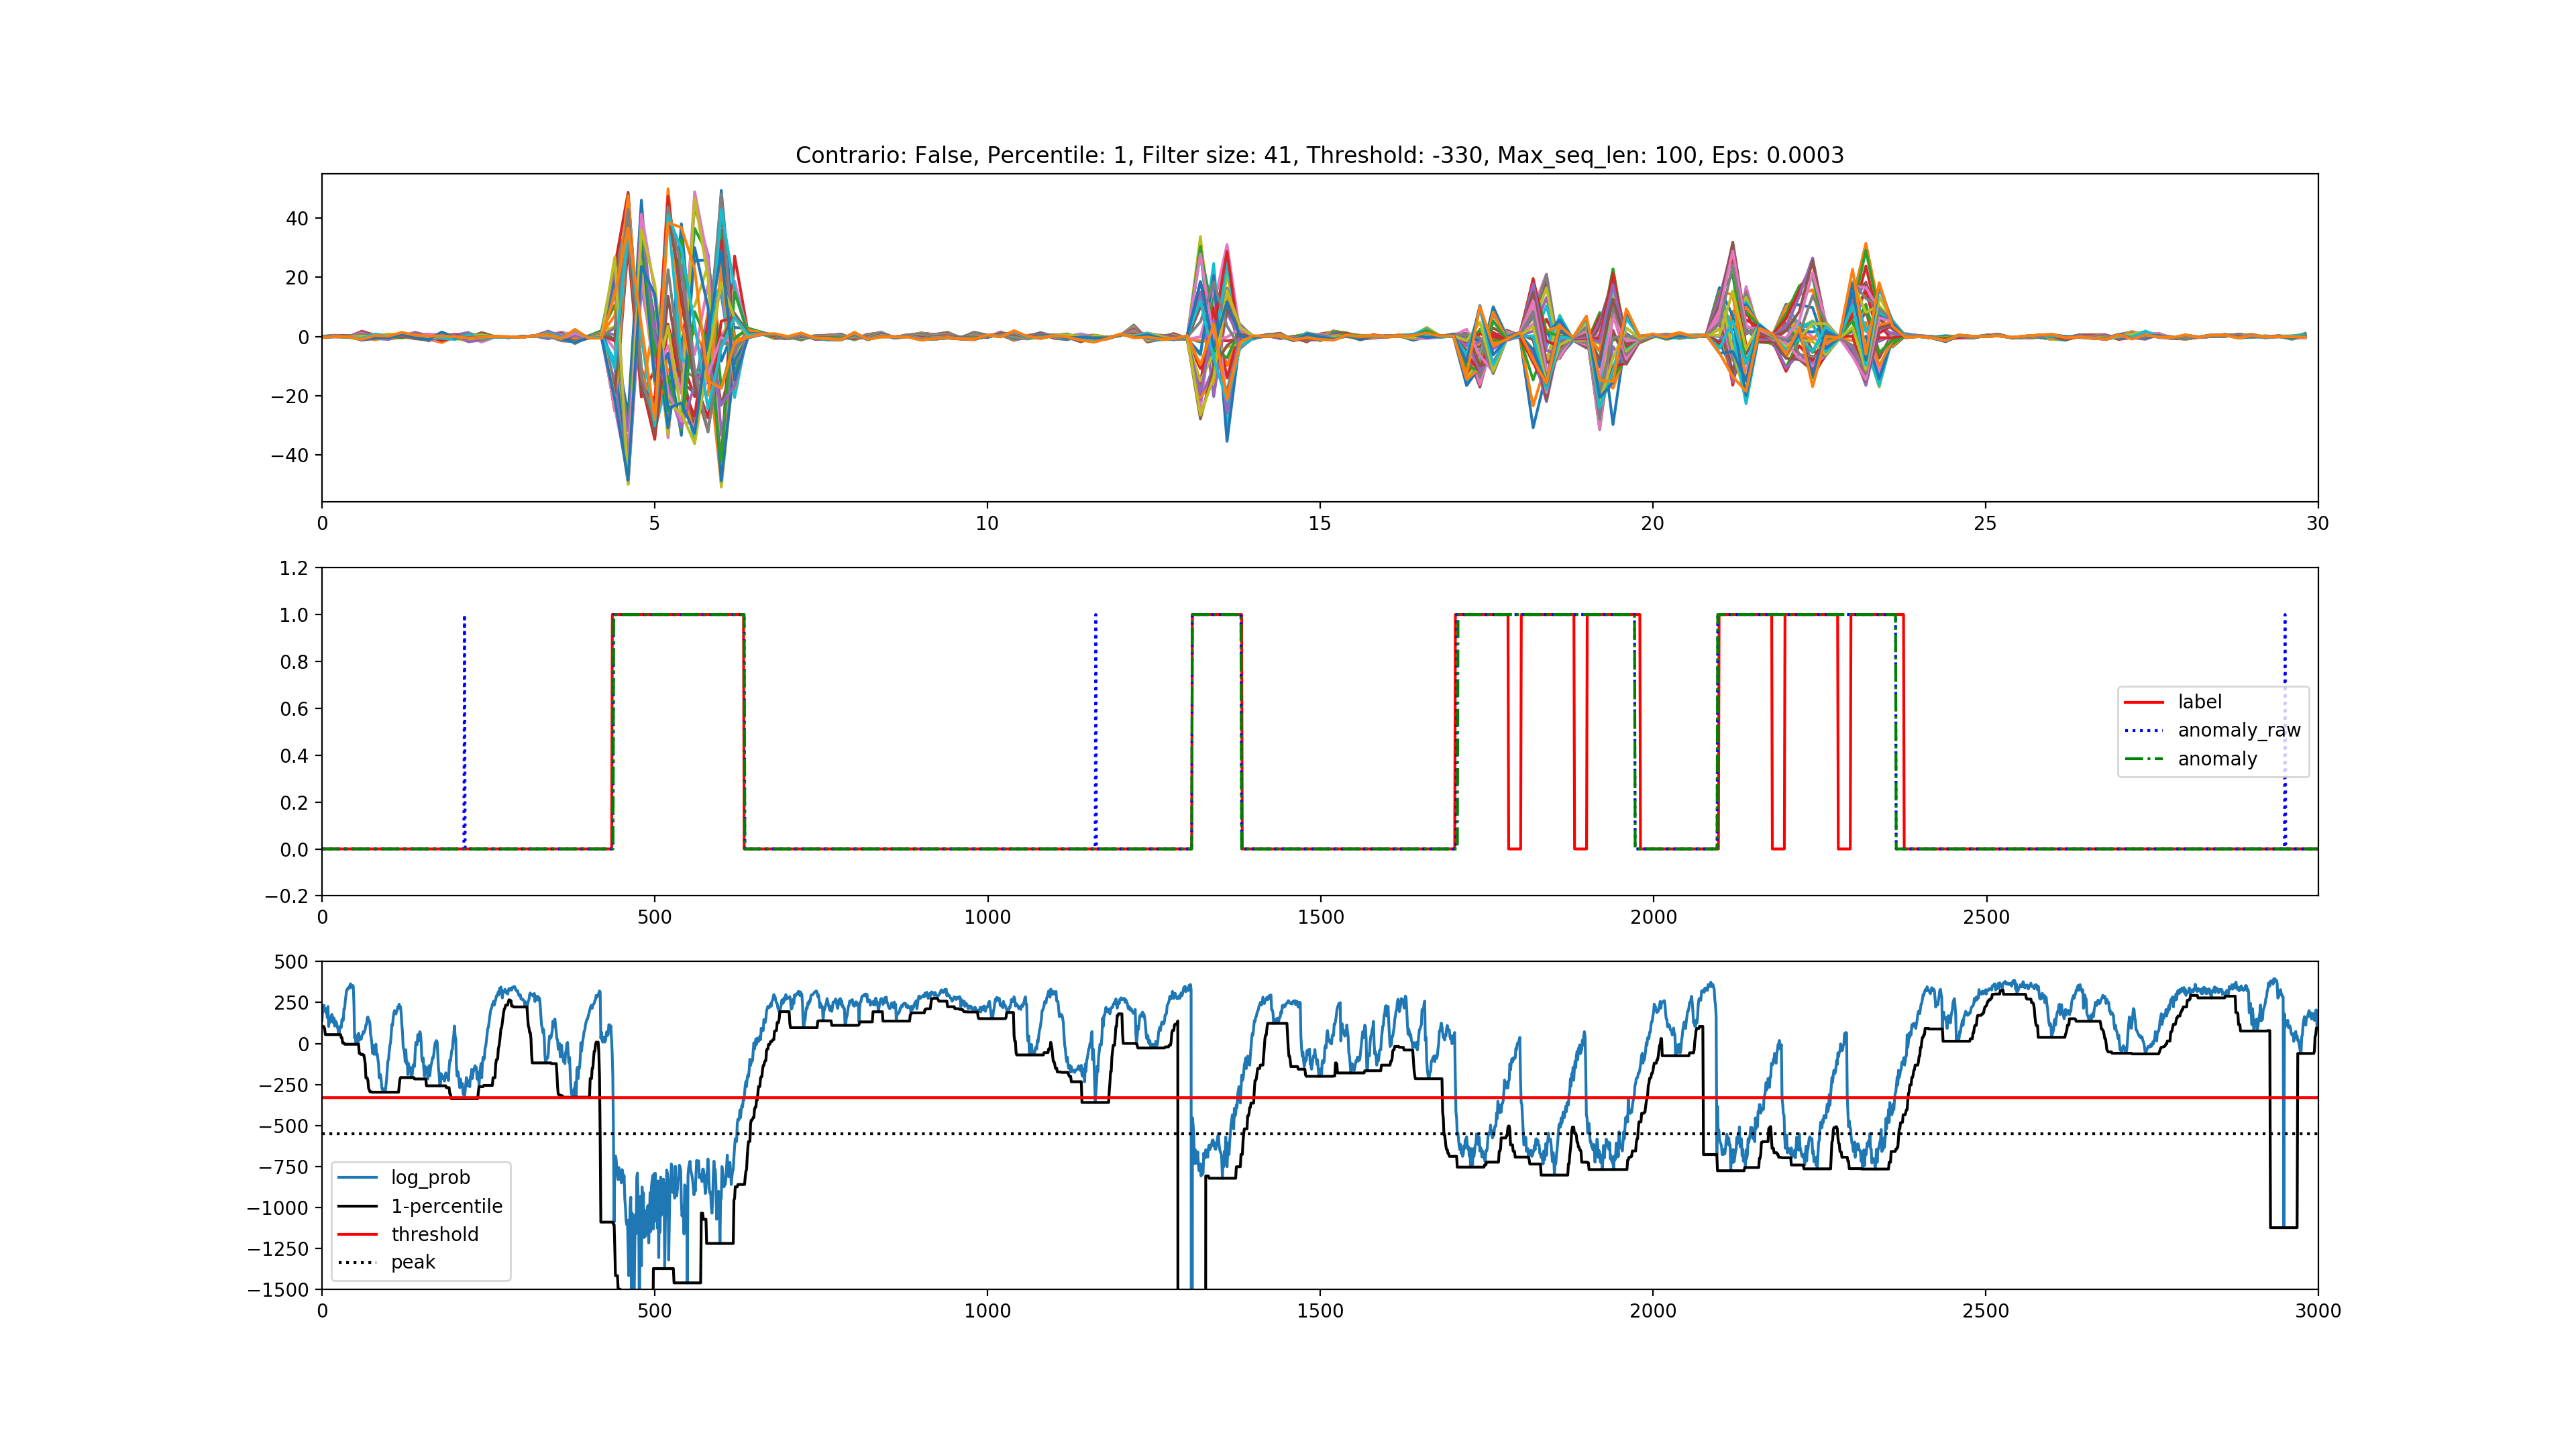 Contrario: False, Percentile: 1, Filter size: 41, Threshold: -330, Max_seq_len: 100, Eps: 0.0003
40
20
0
−20
−40
0 5 10 15 20 25 30
1.2
1.0
0.8
0.6
0.4
0.2
0.0
−0.2
label
anomaly_raw
anomaly
0 500 1000 1500 2000 2500
500
250
0
−250
−500
−750
−1000
−1250
−1500
log_prob
1-percentile
threshold
peak
0 500 1000 1500 2000 2500 3000